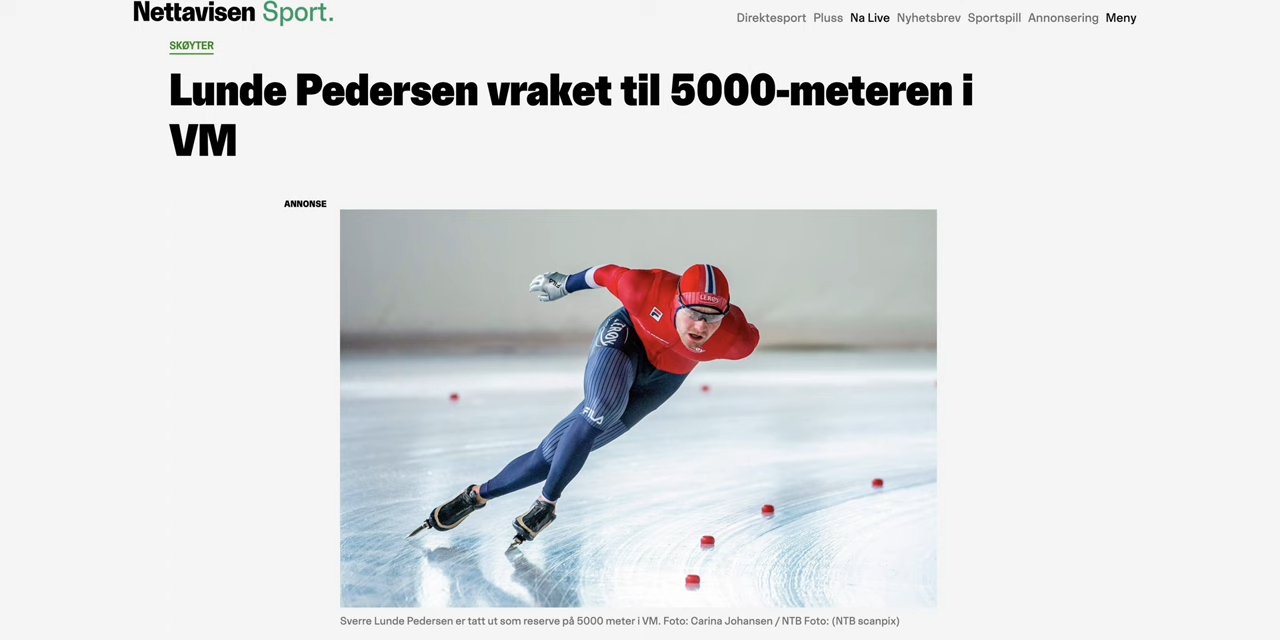 Nettavisen Sport.
Direktesport Pluss Na Live Nyhetsbrev Sportspill Annonsering Meny
SKØYTER
Lunde Pedersen vraket til 5000-meteren i
VM
ANNONSE
LERØY
LERØY
FILA
Sverre Lunde Pedersen er tatt ut som reserve på 5000 meter i VM. Foto: Carina Johansen / NTB Foto: (NTB scanpix)